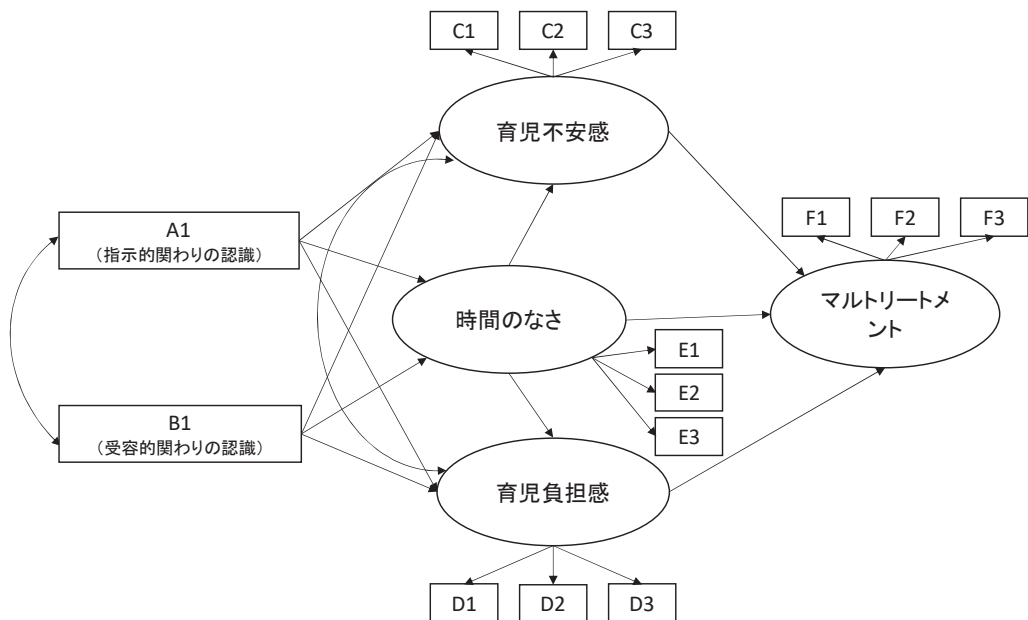 C1
C2
C3
育児不安感
A1
（指示的関わりの認識）
F1
F2
F3
マルトリートメ
ント
時間のなさ
E1
E2
E3
B1
（受容的関わりの認識）
育児負担感
D1
D2
D3